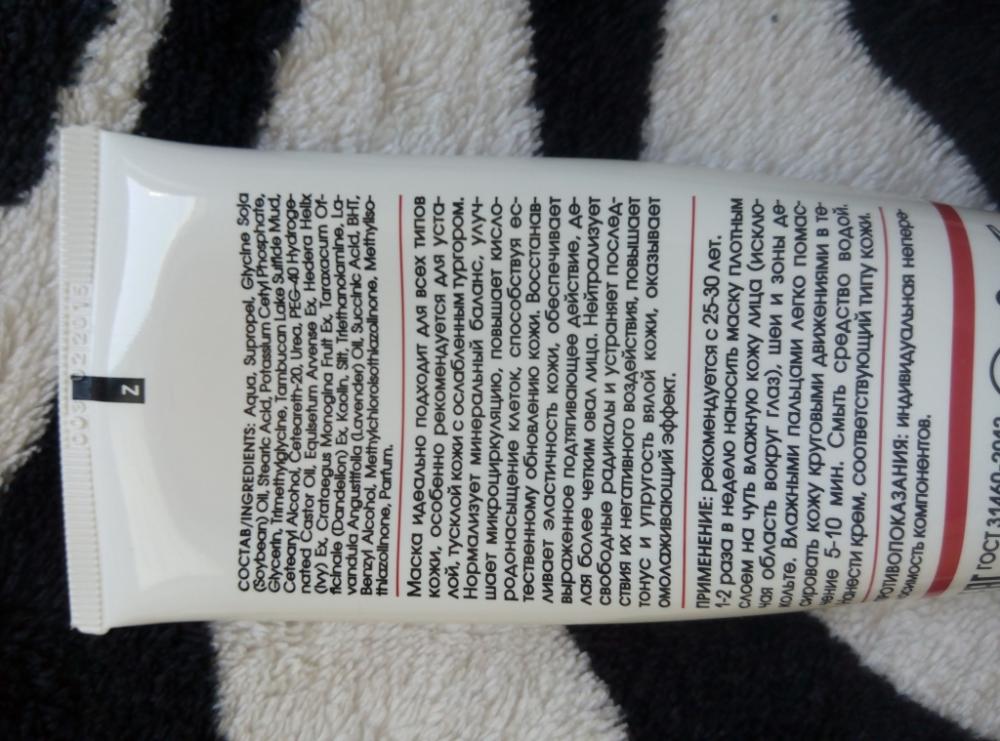 Z
СОСТАВ/INGREDIENTS: Aqua, Supropel, Glycine Soja
(Soybean) Oil, Stearic Acid, Potassium Cetyl Phosphate,
Glycerin, Trimethylglycine, Tambucan Lake Sulfide Mud,
Cetearyl Alcohol, Ceteareth-20, Urea, PEG-40 Hydroge-
nated Castor Oil, Equisetum Arvense Ex, Hedera Helix
(Ivy) Ex, Crataegus Monogina Fruit Ex, Taraxacum Of-
ficinale (Dandelion) Ex, Kaolin, Silt, Triethanolamine, La-
vandula Angustifolia (Lavender) Oil, Succinic Acid, BHT,
Benzyl Alcohol, Methylchloroisothiazolinone, Methyliso-
thiazolinone, Parfum.
Маска идеально подходит для всех типов
кожи, особенно рекомендуется для уста-
лой, тусклой кожи с ослабленным тургором.
Нормализует минеральный баланс, улуч-
шает микроциркуляцию, повышает кисло-
родонасыщение клеток, способствуя ес-
тественному обновлению кожи. Восстанав-
ливает эластичность кожи, обеспечивает
выраженное подтягивающее действие, де-
лая более четким овал лица. Нейтрализует
свободные радикалы и устраняет послед-
ствия их негативного воздействия, повышает
тонус и упругость вялой кожи, оказывает
омолаживающий эффект.
ПРИМЕНЕНИЕ: рекомендуется с 25-30 лет.
1-2 раза в неделю наносить маску плотным
слоем на чуть влажную кожу лица (исклю-
чая область вокруг глаз), шеи и зоны де-
кольте. Влажными пальцами легко помас-
сировать кожу круговыми движениями в те-
чение 5-10 мин. Смыть средство водой.
Нанести крем, соответствующий типу кожи.
ПРОТИВОПОКАЗАНИЯ: индивидуальная непере-
носимость компонентов.
ГОСТ 31460-2012